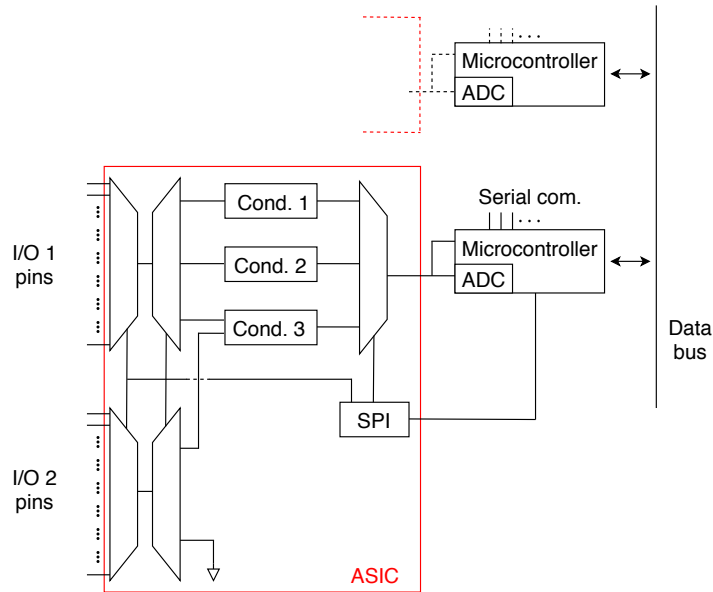 Microcontroller
ADC
Serial com.
Cond. 1
I/O 1
pins
Microcontroller
Cond. 2
ADC
Cond. 3
Data
bus
SPI
I/O 2
pins
ASIC